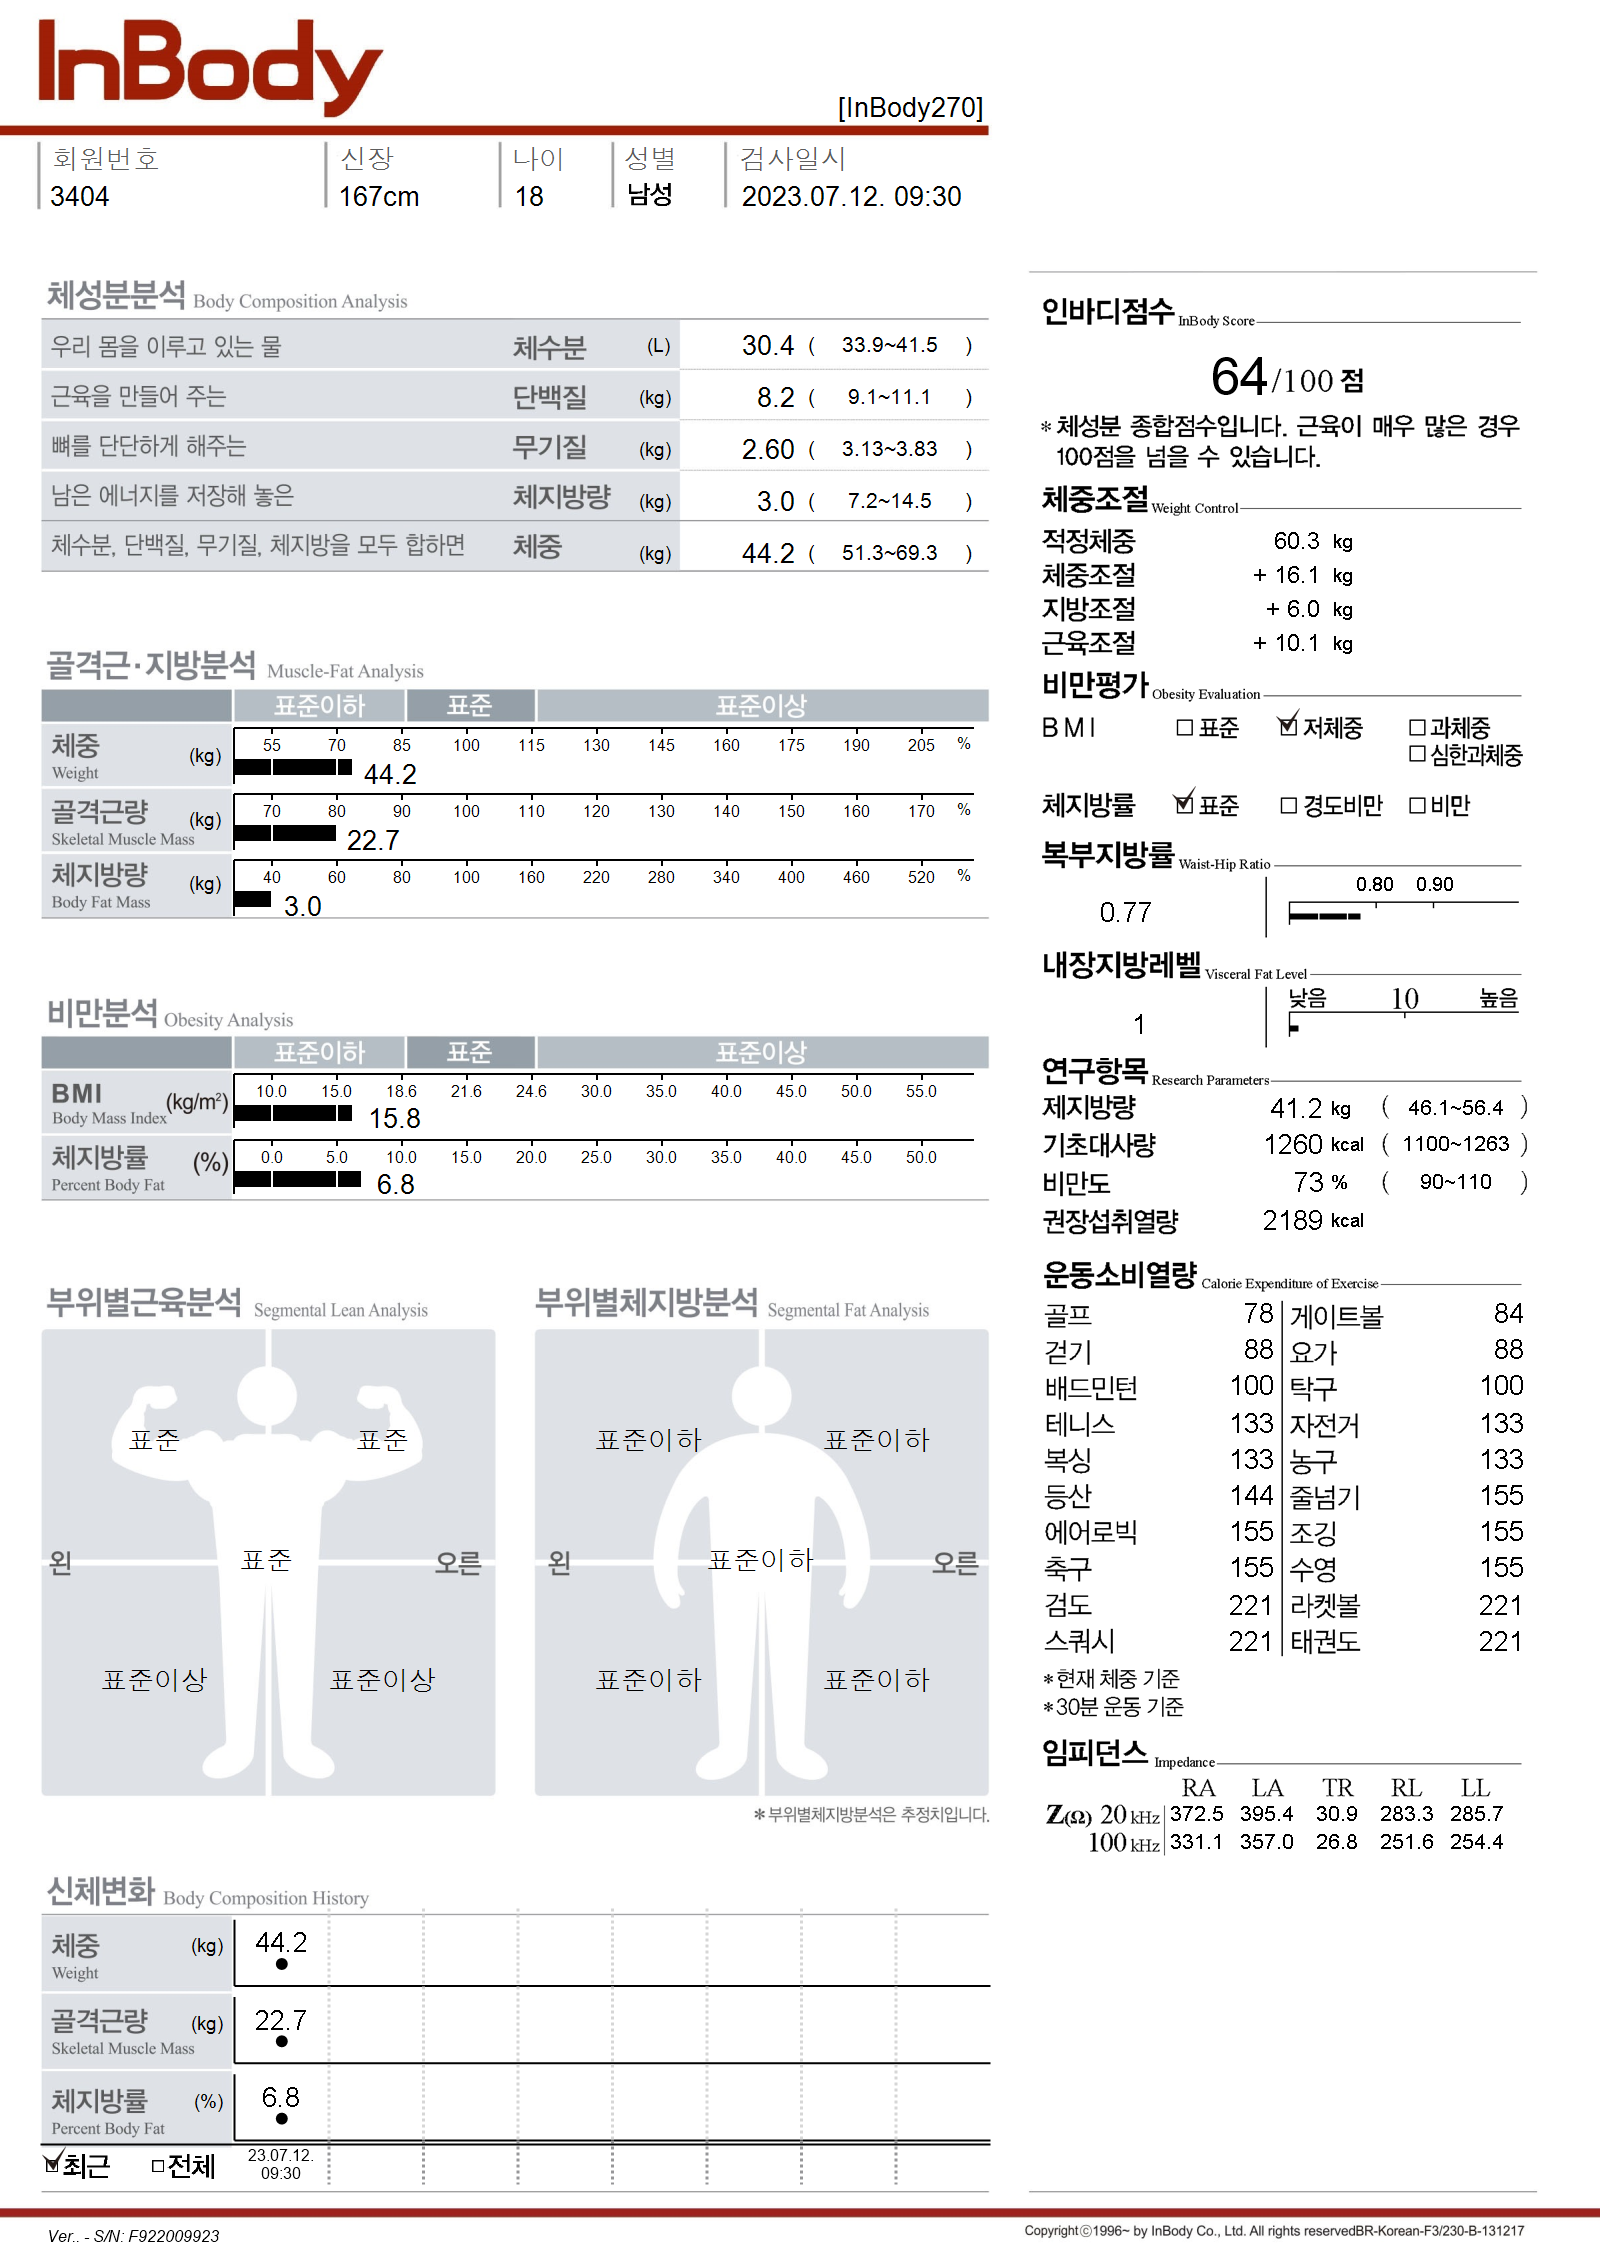 InBody
[InBody270]
회원번호 신장 나이 성별 검사일시
3404 167cm 18 남성 2023.07.12. 09:30
체성분분석 Body Composition Analysis
우리 몸을 이루고 있는 물 체수분 (L) 30.4 ( 33.9~41.5 )
근육을 만들어 주는 단백질 (kg) 8.2 ( 9.1~11.1 )
뼈를 단단하게 해주는 무기질 (kg) 2.60 ( 3.13~3.83 )
남은 에너지를 저장해 놓은 체지방량 (kg) 3.0 ( 7.2~14.5 )
체수분, 단백질, 무기질, 체지방을 모두 합하면 체중 (kg) 44.2 ( 51.3~69.3 )
골격근·지방분석 Muscle-Fat Analysis
표준이하 표준 표준이상
체중 (kg) 55 70 85 100 115 130 145 160 175 190 205 %
Weight 44.2
골격근량 (kg) 70 80 90 100 110 120 130 140 150 160 170 %
Skeletal Muscle Mass 22.7
체지방량 (kg) 40 60 80 100 160 220 280 340 400 460 520 %
Body Fat Mass 3.0
비만분석 Obesity Analysis
표준이하 표준 표준이상
BMI (kg/m²) 10.0 15.0 18.6 21.6 24.6 30.0 35.0 40.0 45.0 50.0 55.0
Body Mass Index 15.8
체지방률 (%) 0.0 5.0 10.0 15.0 20.0 25.0 30.0 35.0 40.0 45.0 50.0
Percent Body Fat 6.8
부위별근육분석 Segmental Lean Analysis
표준 표준
왼 표준 오른
표준이상 표준이상
부위별체지방분석 Segmental Fat Analysis
표준이하 표준이하
왼 표준이하 오른
표준이하 표준이하
*부위별체지방분석은 추정치입니다.
신체변화 Body Composition History
체중 (kg) 44.2
Weight
골격근량 (kg) 22.7
Skeletal Muscle Mass
체지방률 (%) 6.8
Percent Body Fat
최근 전체 23.07.12.
09:30
인바디점수 InBody Score
64/100 점
* 체성분 종합점수입니다. 근육이 매우 많은 경우
100점을 넘을 수 있습니다.
체중조절 Weight Control
적정체중 60.3 kg
체중조절 + 16.1 kg
지방조절 + 6.0 kg
근육조절 + 10.1 kg
비만평가 Obesity Evaluation
BMI 표준 저체중 과체중
심한과체중
체지방률 표준 경도비만 비만
복부지방률 Waist-Hip Ratio
0.80 0.90
0.77
내장지방레벨 Visceral Fat Level
낮음 10 높음
1
연구항목 Research Parameters
제지방량 41.2 kg ( 46.1~56.4 )
기초대사량 1260 kcal ( 1100~1263 )
비만도 73 % ( 90~110 )
권장섭취열량 2189 kcal
운동소비열량 Calorie Expenditure of Exercise
골프 78 게이트볼 84
걷기 88 요가 88
배드민턴 100 탁구 100
테니스 133 자전거 133
복싱 133 농구 133
등산 144 줄넘기 155
에어로빅 155 조깅 155
축구 155 수영 155
검도 221 라켓볼 221
스쿼시 221 태권도 221
*현재 체중 기준
*30분 운동 기준
임피던스 Impedance
RA LA TR RL LL
Z(Ω) 20 kHz 372.5 395.4 30.9 283.3 285.7
100 kHz 331.1 357.0 26.8 251.6 254.4
Ver.. - S/N: F922009923
Copyrightⓒ1996~ by InBody Co., Ltd. All rights reservedBR-Korean-F3/230-B-131217